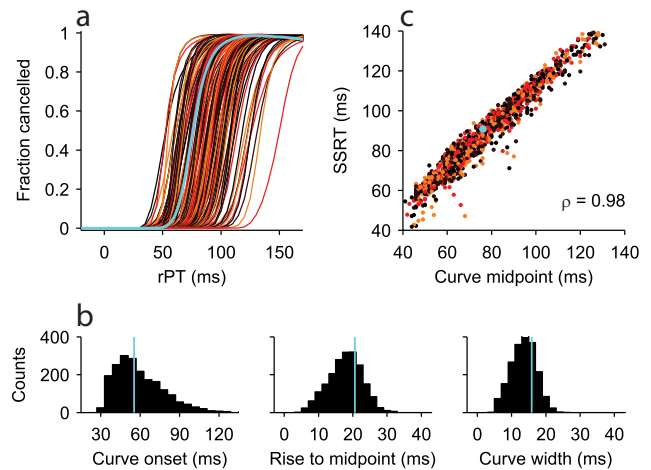 a
Fraction cancelled
1
0.8
0.6
0.4
0.2
0
0 50 100 150
rPT (ms)
c
SSRT (ms)
140
120
100
80
60
40
ρ = 0.98
40 60 80 100 120 140
Curve midpoint (ms)
b
Counts
400
200
0
30 60 90 120
Curve onset (ms)
0 10 20 30 40
Rise to midpoint (ms)
0 10 20 30 40
Curve width (ms)